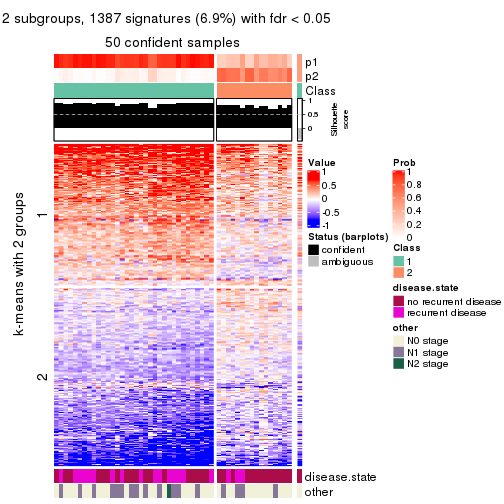 2 subgroups, 1387 signatures (6.9%) with fdr < 0.05
50 confident samples
p1
p2
Class
1
0.5
0
Silhouette
score
k-means with 2 groups
1
2
Value
1
0.5
0
-0.5
-1
Status (barplots)
confident
ambiguous
Prob
1
0.8
0.6
0.4
0.2
0
Class
1
2
disease.state
no recurrent disease
recurrent disease
other
N0 stage
N1 stage
N2 stage
disease.state
other